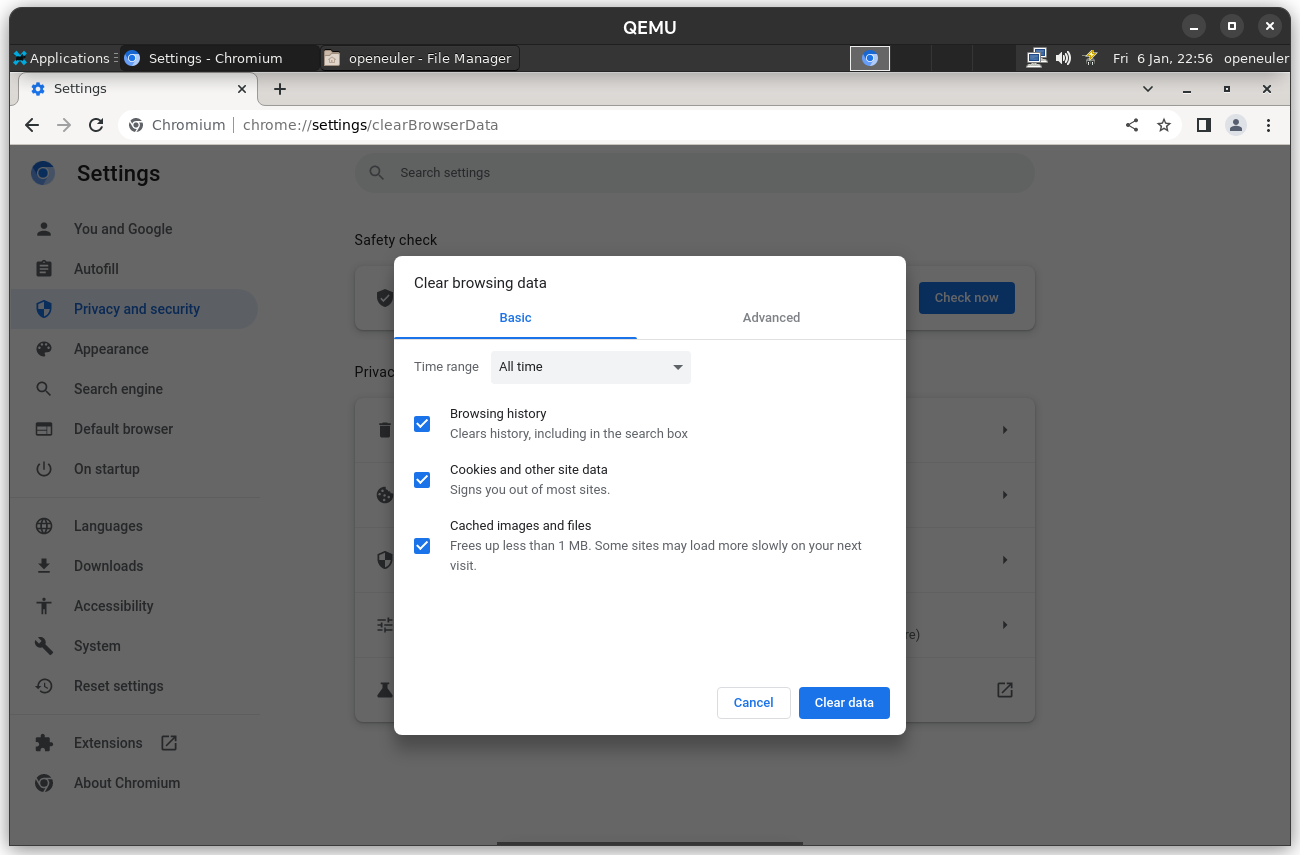 QEMU
Applications
Settings - Chromium
openeuler - File Manager
Fri 6 Jan, 22:56
openeuler
Settings
Chromium
chrome://settings/clearBrowserData
Settings
Search settings
You and Google
Autofill
Privacy and security
Appearance
Search engine
Default browser
On startup
Languages
Downloads
Accessibility
System
Reset settings
Extensions
About Chromium
Safety check
Check now
Privac
re)
Clear browsing data
Basic
Advanced
Time range
All time
Browsing history
Clears history, including in the search box
Cookies and other site data
Signs you out of most sites.
Cached images and files
Frees up less than 1 MB. Some sites may load more slowly on your next
visit.
Cancel
Clear data